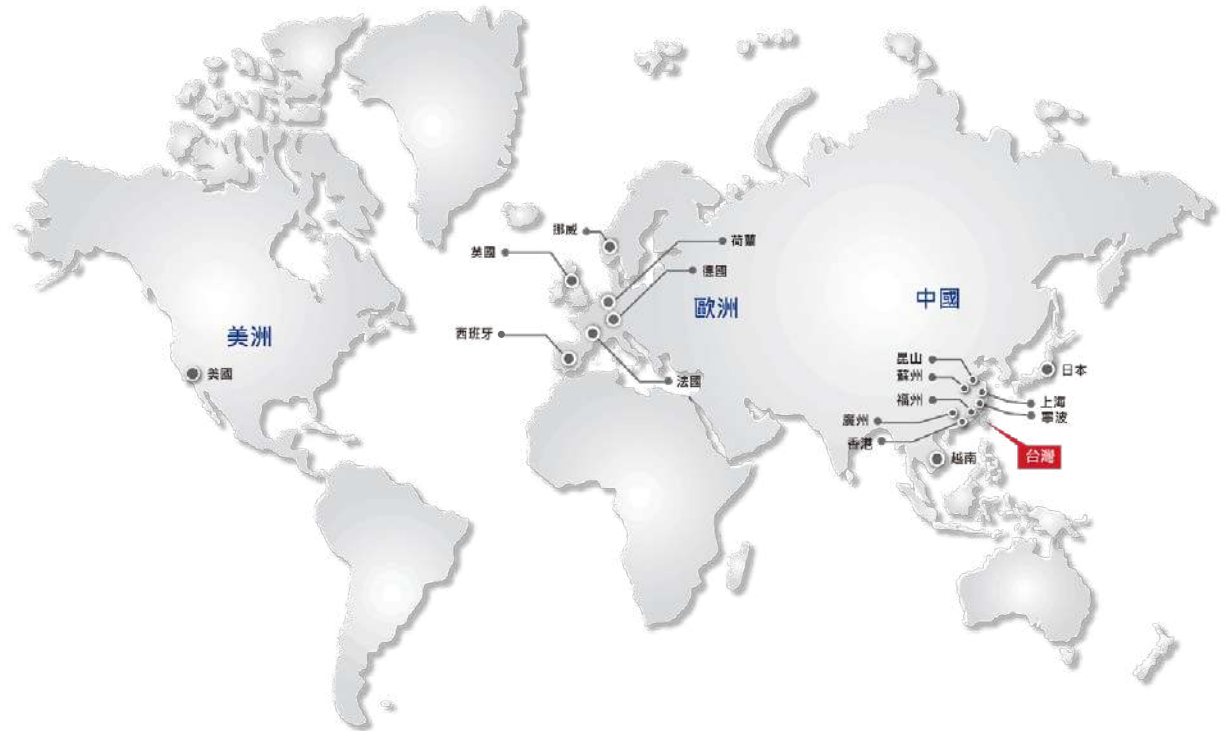 挪威
荷蘭
英國
德國
歐洲
中國
美洲
西班牙
昆山
日本
美國
蘇州
法國
上海
福州
寧波
廣州
香港
台灣
越南